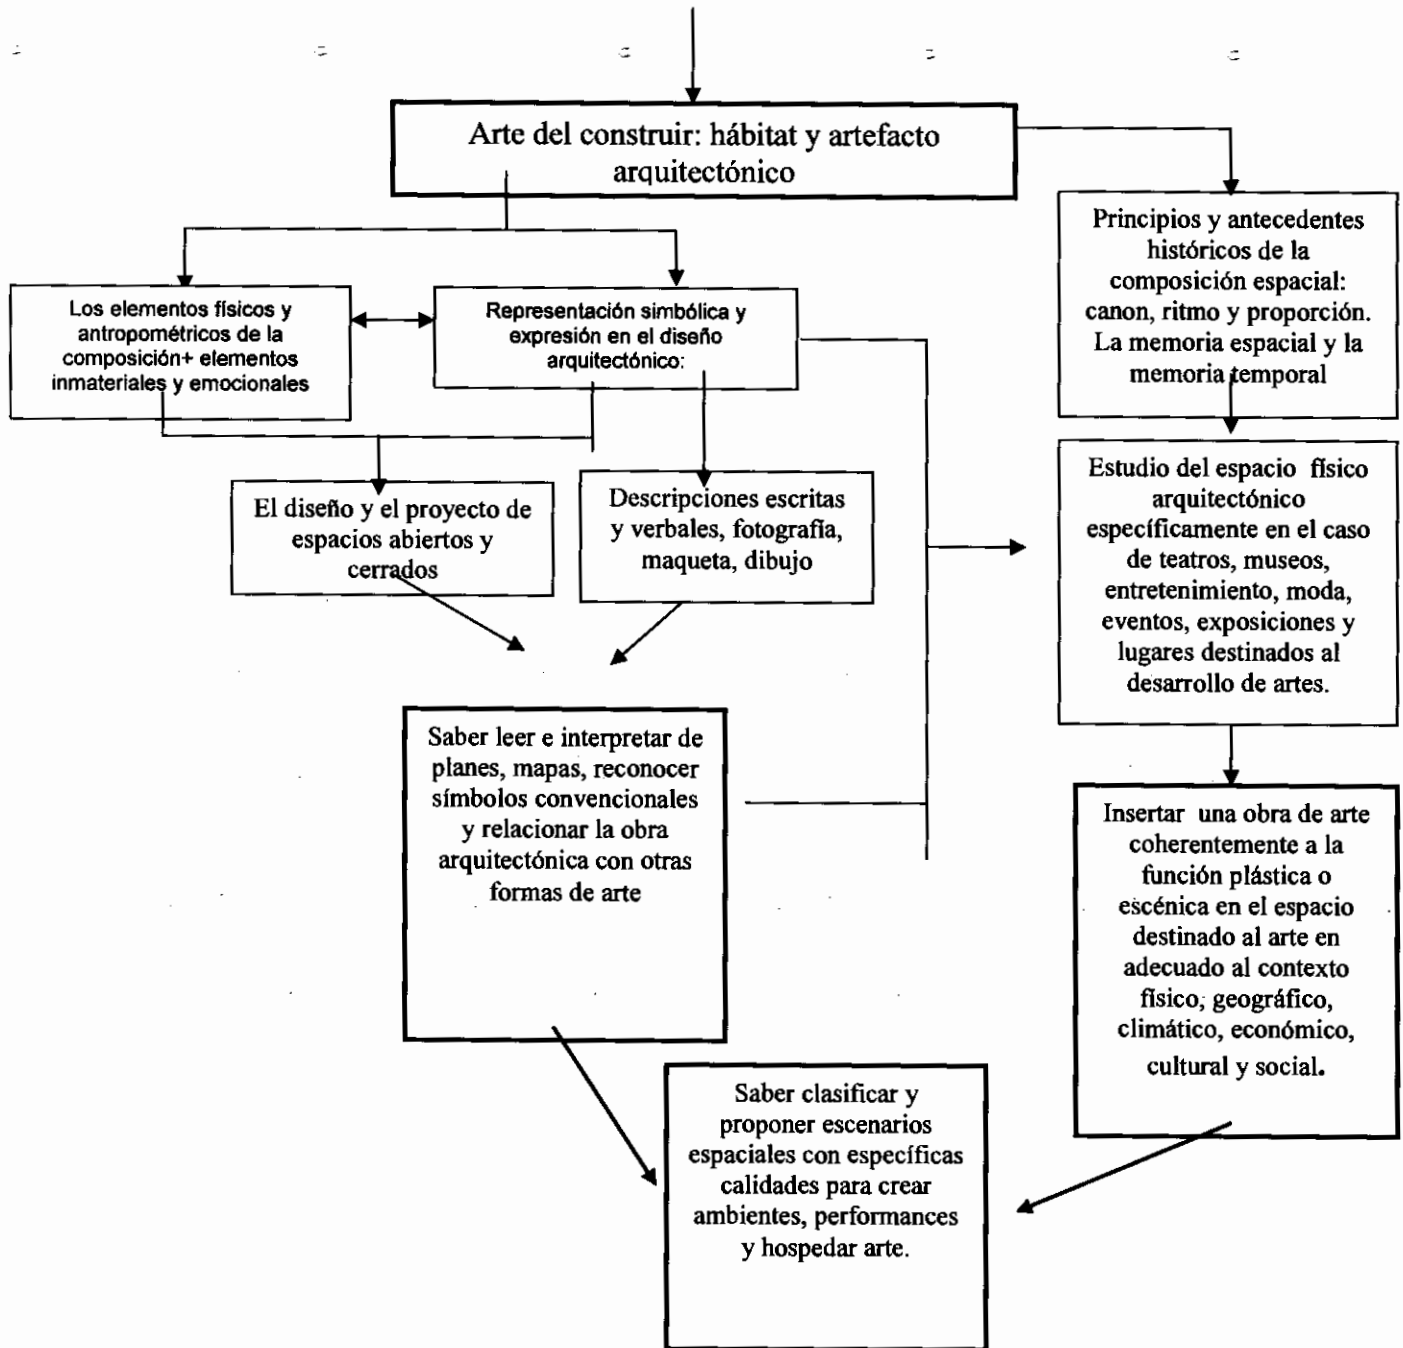 Arte del construir: hábitat y artefacto
arquitectónico
Principios y antecedentes
históricos de la
composición espacial:
canon, ritmo y proporción.
La memoria espacial y la
memoria temporal
Los elementos físicos y
antropométricos de la
composición+ elementos
inmateriales y emocionales
Representación simbólica y
expresión en el diseño
arquitectónico:
El diseño y el proyecto de
espacios abiertos y
cerrados
Descripciones escritas
y verbales, fotografía,
maqueta, dibujo
Estudio del espacio físico
arquitectónico
específicamente en el caso
de teatros, museos,
entretenimiento, moda,
eventos, exposiciones y
lugares destinados al
desarrollo de artes.
Saber leer e interpretar de
planes, mapas, reconocer
símbolos convencionales
y relacionar la obra
arquitectónica con otras
formas de arte
Insertar una obra de arte
coherentemente a la
función plástica o
escénica en el espacio
destinado al arte en
adecuado al contexto
físico, geográfico,
climático, económico,
cultural y social.
Saber clasificar y
proponer escenarios
espaciales con específicas
calidades para crear
ambientes, performances
y hospedar arte.